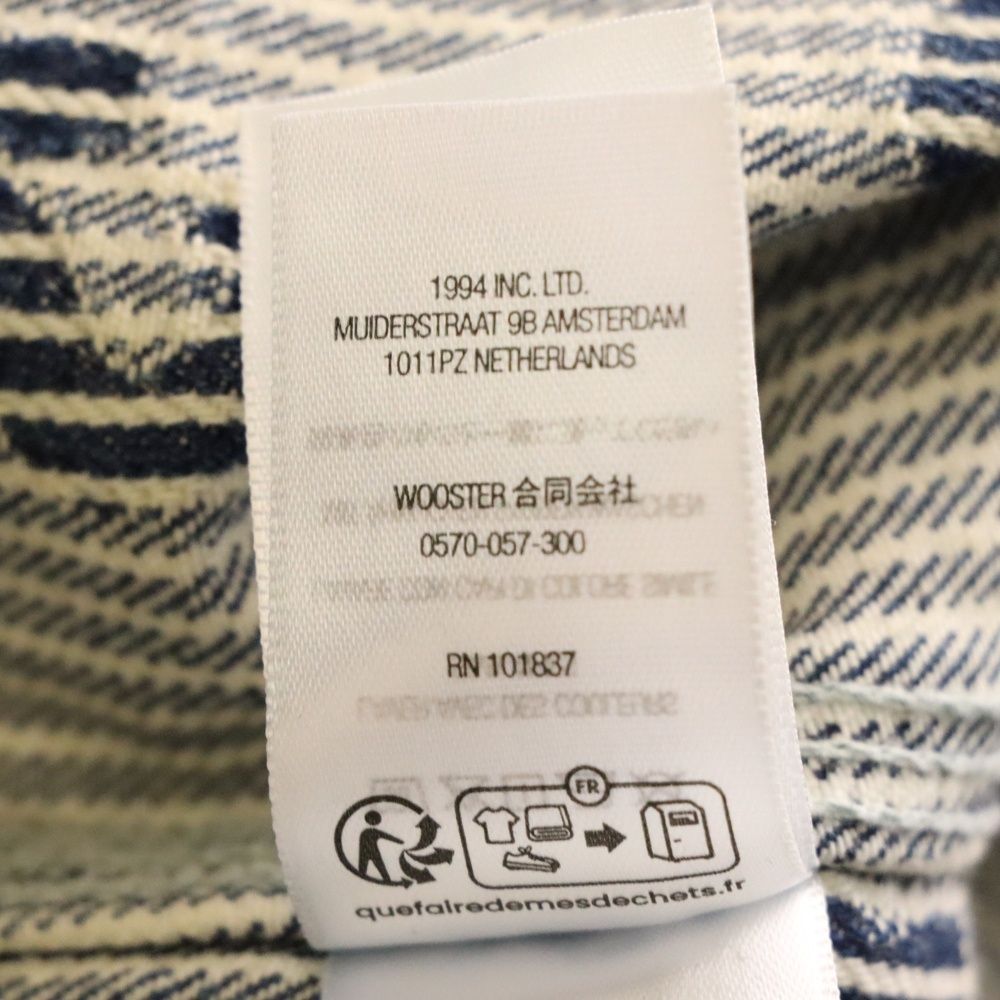 1994 INC. LTD.
MUIDERSTRAAT 9B AMSTERDAM
1011PZ NETHERLANDS
WOOSTER 合同会社
0570-057-300
RN 101837
FR
quefairedemesdechets.fr